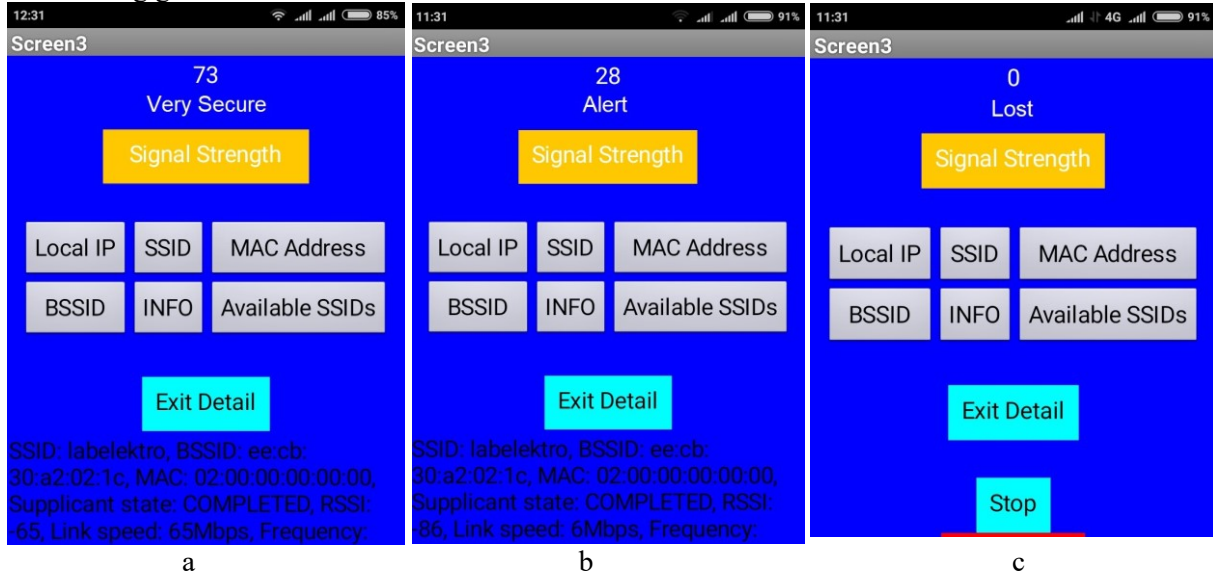 12:31 85%
Screen3
73
Very Secure
Signal Strength
Local IP SSID MAC Address
BSSID INFO Available SSIDs
Exit Detail
SSID: labelektro, BSSID: ee:cb:
30:a2:02:1c, MAC: 02:00:00:00:00:00,
Supplicant state: COMPLETED, RSSI:
-65, Link speed: 65Mbps, Frequency:
a
11:31 91%
Screen3
28
Alert
Signal Strength
Local IP SSID MAC Address
BSSID INFO Available SSIDs
Exit Detail
SSID: labelektro, BSSID: ee:cb:
30:a2:02:1c, MAC: 02:00:00:00:00:00,
Supplicant state: COMPLETED, RSSI:
-86, Link speed: 6Mbps, Frequency:
b
11:31 4G 91%
Screen3
0
Lost
Signal Strength
Local IP SSID MAC Address
BSSID INFO Available SSIDs
Exit Detail
Stop
c